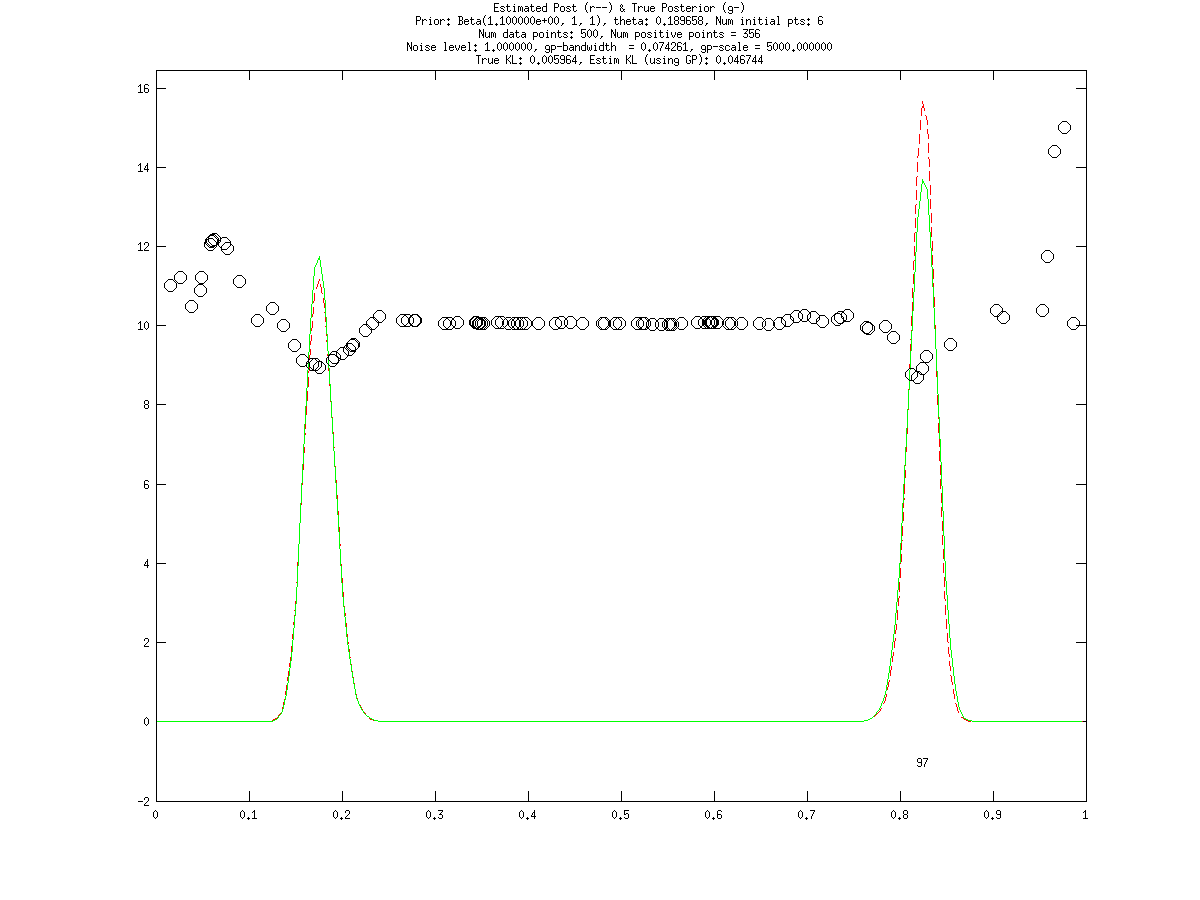 Estimated Post (r--) & True Posterior (g-)
Prior: Beta(1.100000e+00, 1, 1), theta: 0.189658, Num initial pts: 6
Num data points: 500, Num positive points = 356
Noise level: 1.000000, gp-bandwidth  = 0.074261, gp-scale = 5000.000000
True KL: 0.005964, Estim KL (using GP): 0.046744
16
14
12
10
8
6
4
2
0
97
-2
0 0.1 0.2 0.3 0.4 0.5 0.6 0.7 0.8 0.9 1